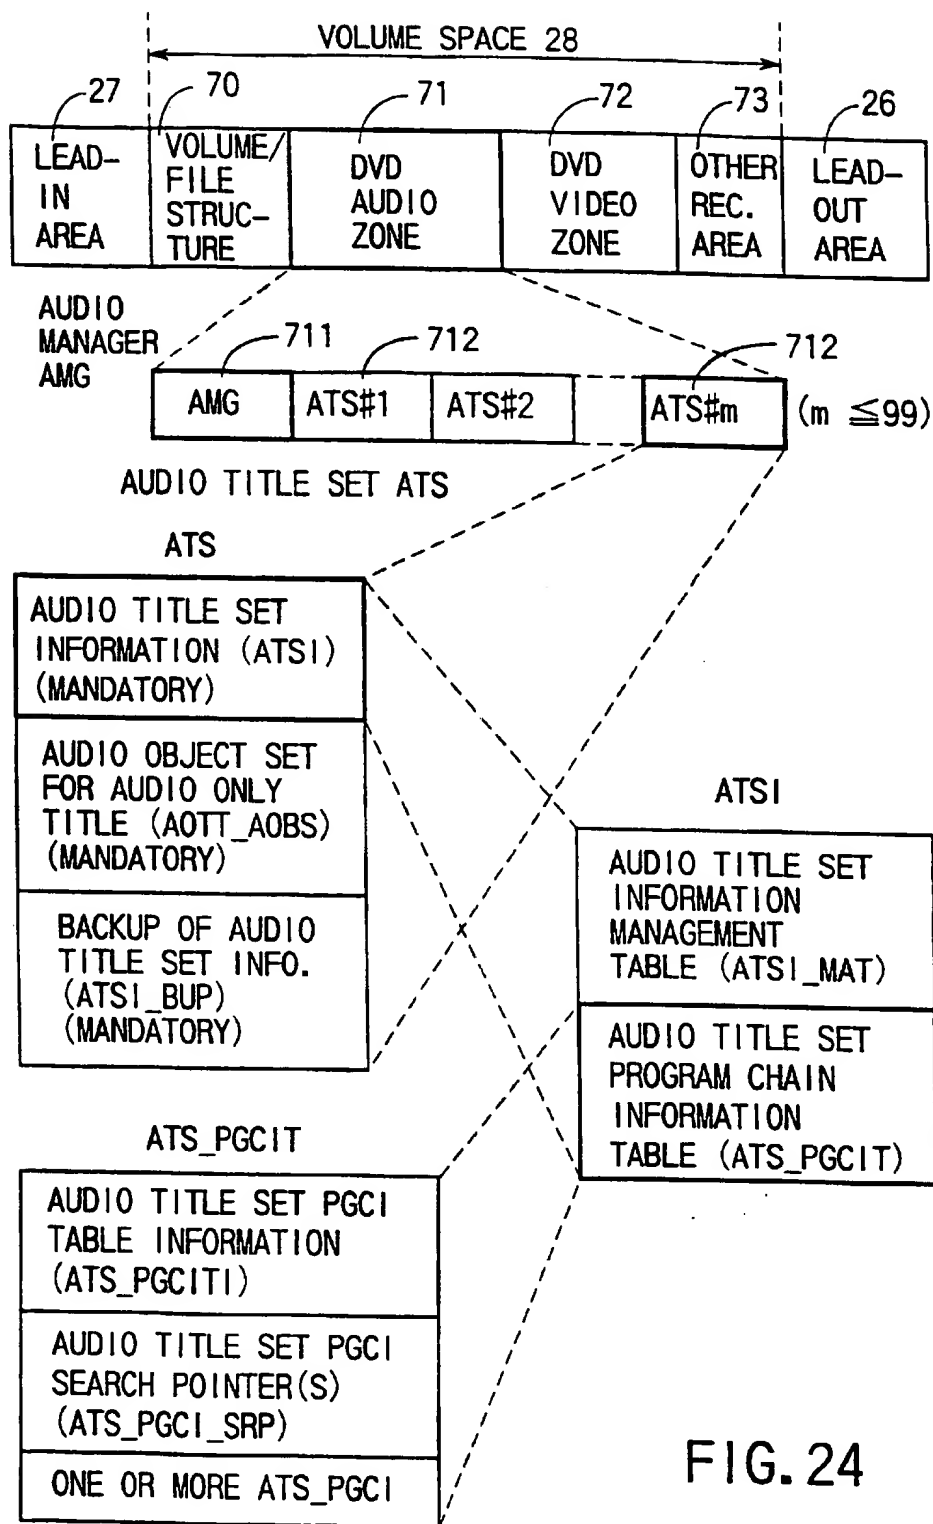 VOLUME SPACE 28
27
70
71
72
73
26
LEAD-
IN
AREA
VOLUME/
FILE
STRUC-
TURE
DVD
AUDIO
ZONE
DVD
VIDEO
ZONE
OTHER
REC.
AREA
LEAD-
OUT
AREA
AUDIO
MANAGER
AMG
711
712
712
AMG
ATS#1
ATS#2
ATS#m
(m ≦99)
AUDIO TITLE SET ATS
ATS
AUDIO TITLE SET
INFORMATION (ATSI)
(MANDATORY)
AUDIO OBJECT SET
FOR AUDIO ONLY
TITLE (AOTT_AOBS)
(MANDATORY)
BACKUP OF AUDIO
TITLE SET INFO.
(ATSI_BUP)
(MANDATORY)
ATSI
AUDIO TITLE SET
INFORMATION
MANAGEMENT
TABLE (ATSI_MAT)
AUDIO TITLE SET
PROGRAM CHAIN
INFORMATION
TABLE (ATS_PGCIT)
ATS_PGCIT
AUDIO TITLE SET PGCI
TABLE INFORMATION
(ATS_PGCITI)
AUDIO TITLE SET PGCI
SEARCH POINTER(S)
(ATS_PGCI_SRP)
ONE OR MORE ATS_PGCI
FIG. 24